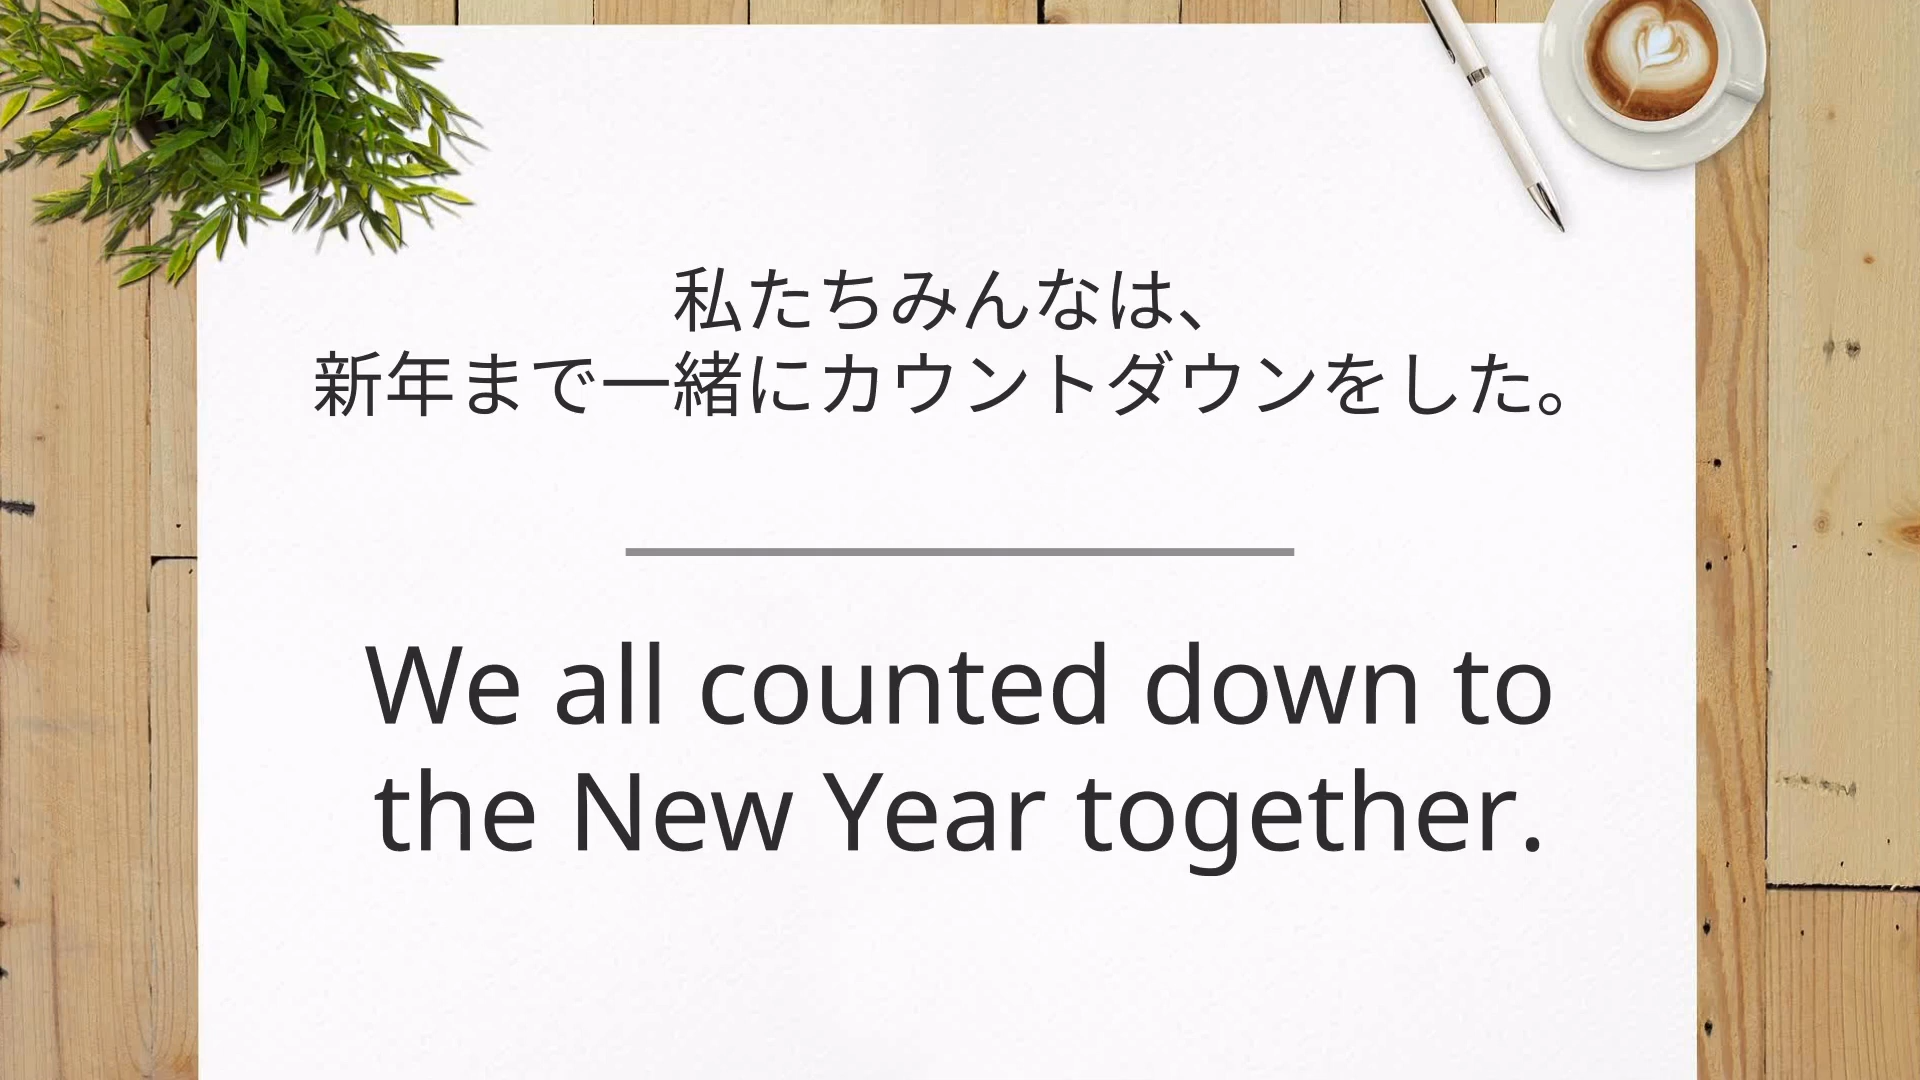 私たちみんなは、
新年まで一緒にカウントダウンをした。
We all counted down to
the New Year together.